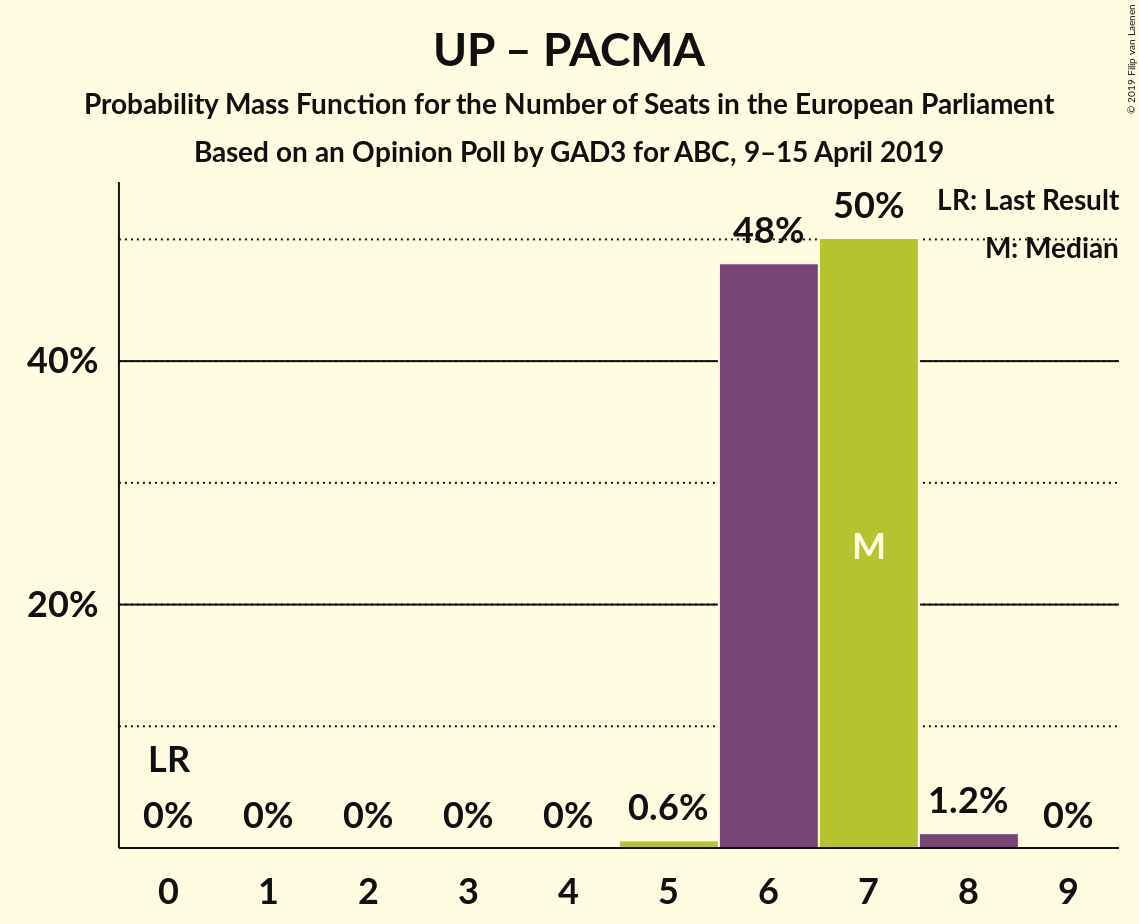 UP – PACMA
Probability Mass Function for the Number of Seats in the European Parliament
Based on an Opinion Poll by GAD3 for ABC, 9–15 April 2019
© 2019 Filip van Laenen
LR: Last Result
M: Median
40%
20%
LR
0%
0%
0%
0%
0%
0.6%
48%
50%
M
1.2%
0%
0 1 2 3 4 5 6 7 8 9